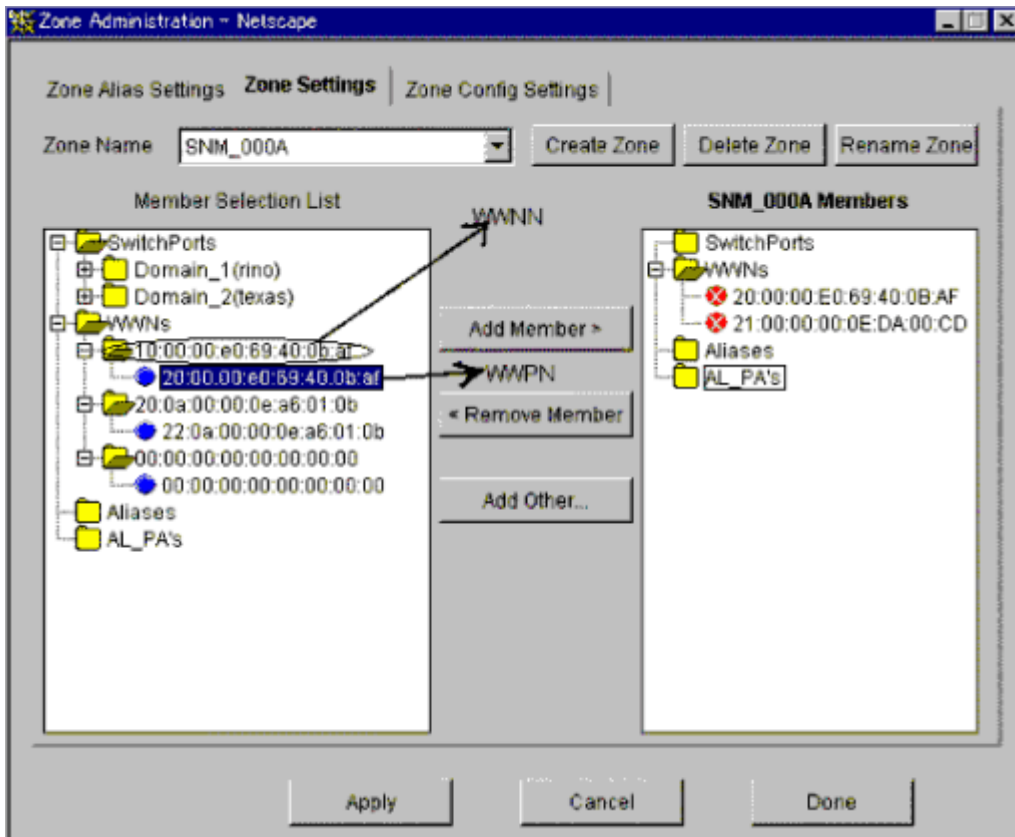 Zone Administration - Netscape
Zone Alias Settings Zone Settings Zone Config Settings
Zone Name SNM_000A Create Zone Delete Zone Rename Zone
Member Selection List
SwitchPorts
Domain_1(rino)
Domain_2(texas)
WWNs
10:00:00:e0:69:40:0b:af
20:00:00:e0:69:40:0b:af
20:0a:00:00:0e:a6:01:0b
22:0a:00:00:0e:a6:01:0b
00:00:00:00:00:00:00:00
00:00:00:00:00:00:00:00
Aliases
AL_PA's
WWNN
Add Member >
WWPN
< Remove Member
Add Other...
SNM_000A Members
SwitchPorts
WWNs
20:00:00:E0:69:40:0B:AF
21:00:00:00:0E:DA:00:CD
Aliases
AL_PA's
Apply Cancel Done